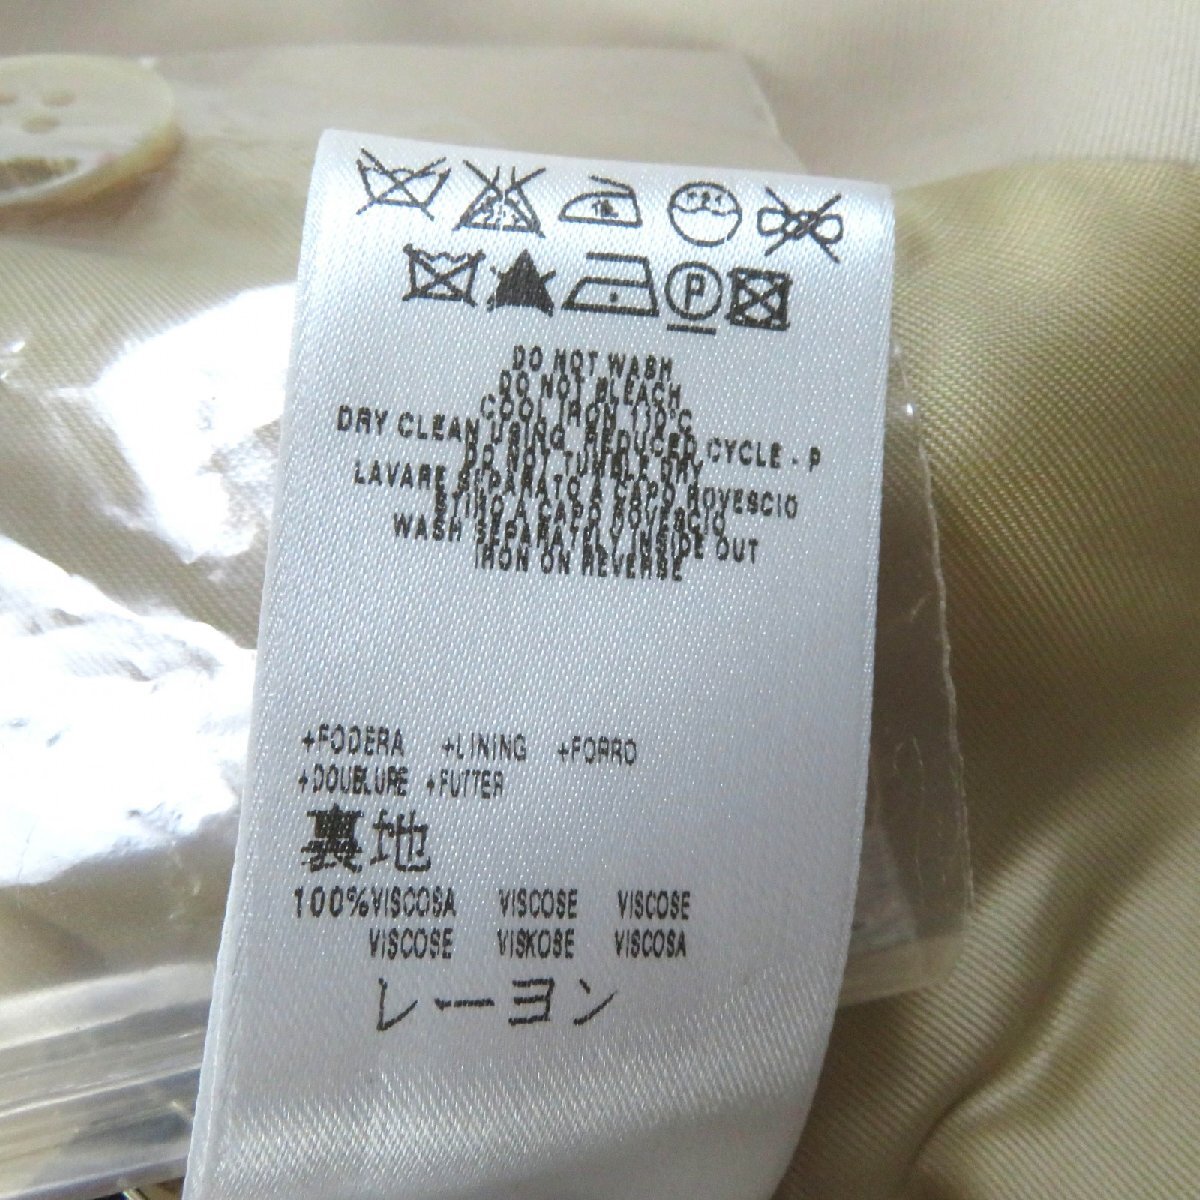 P
DO NOT WASH
DO NOT BLEACH
COOL IRON 110°C
DRY CLEAN USING REDUCED CYCLE - P
DO NOT TUMBLE DRY
LAVARE SEPARATO A CAPO ROVESCIO
STIRO A CAPO ROVESCIO
WASH SEPARATELY INSIDE OUT
IRON ON REVERSE
+FODERA +LINING +FORRO
+DOUBLURE +FUTTER
裏地
100%VISCOSA VISCOSE VISCOSE
VISCOSE VISKOSE VISCOSA
レーヨン